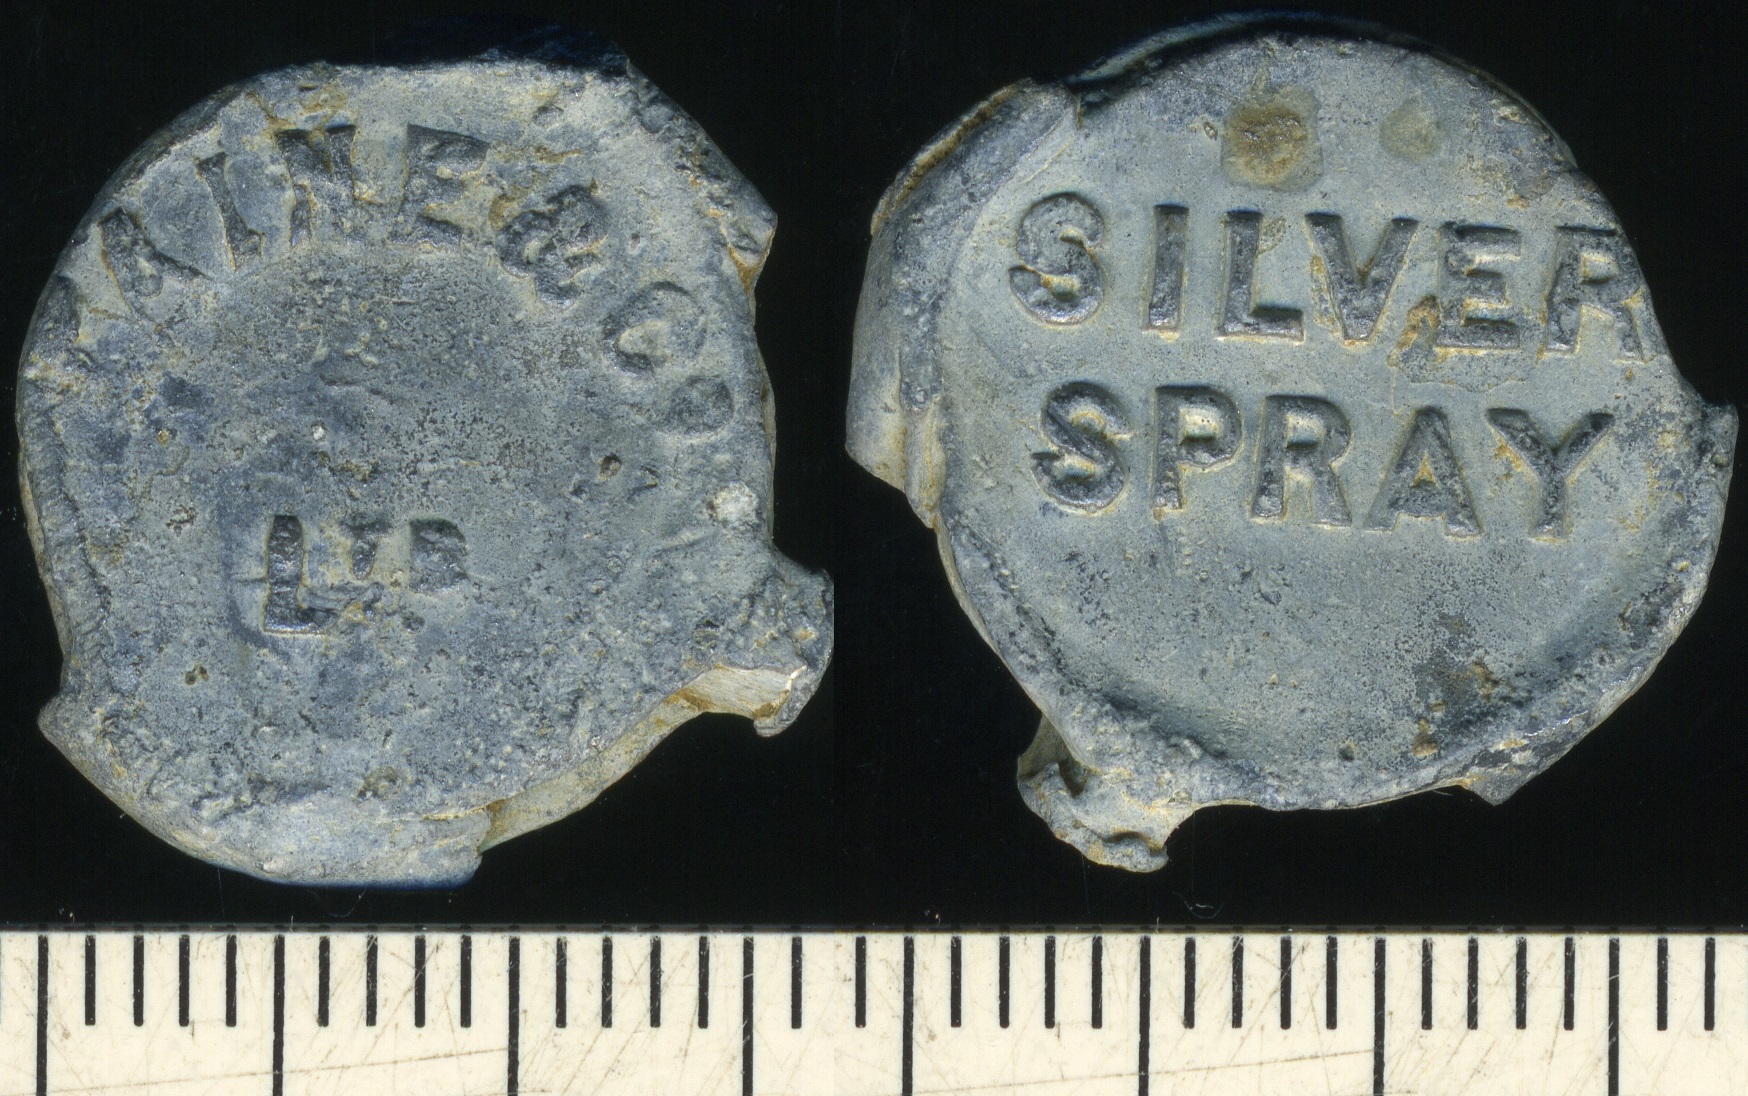 AINE & Co
LTD
SILVER
SPRAY